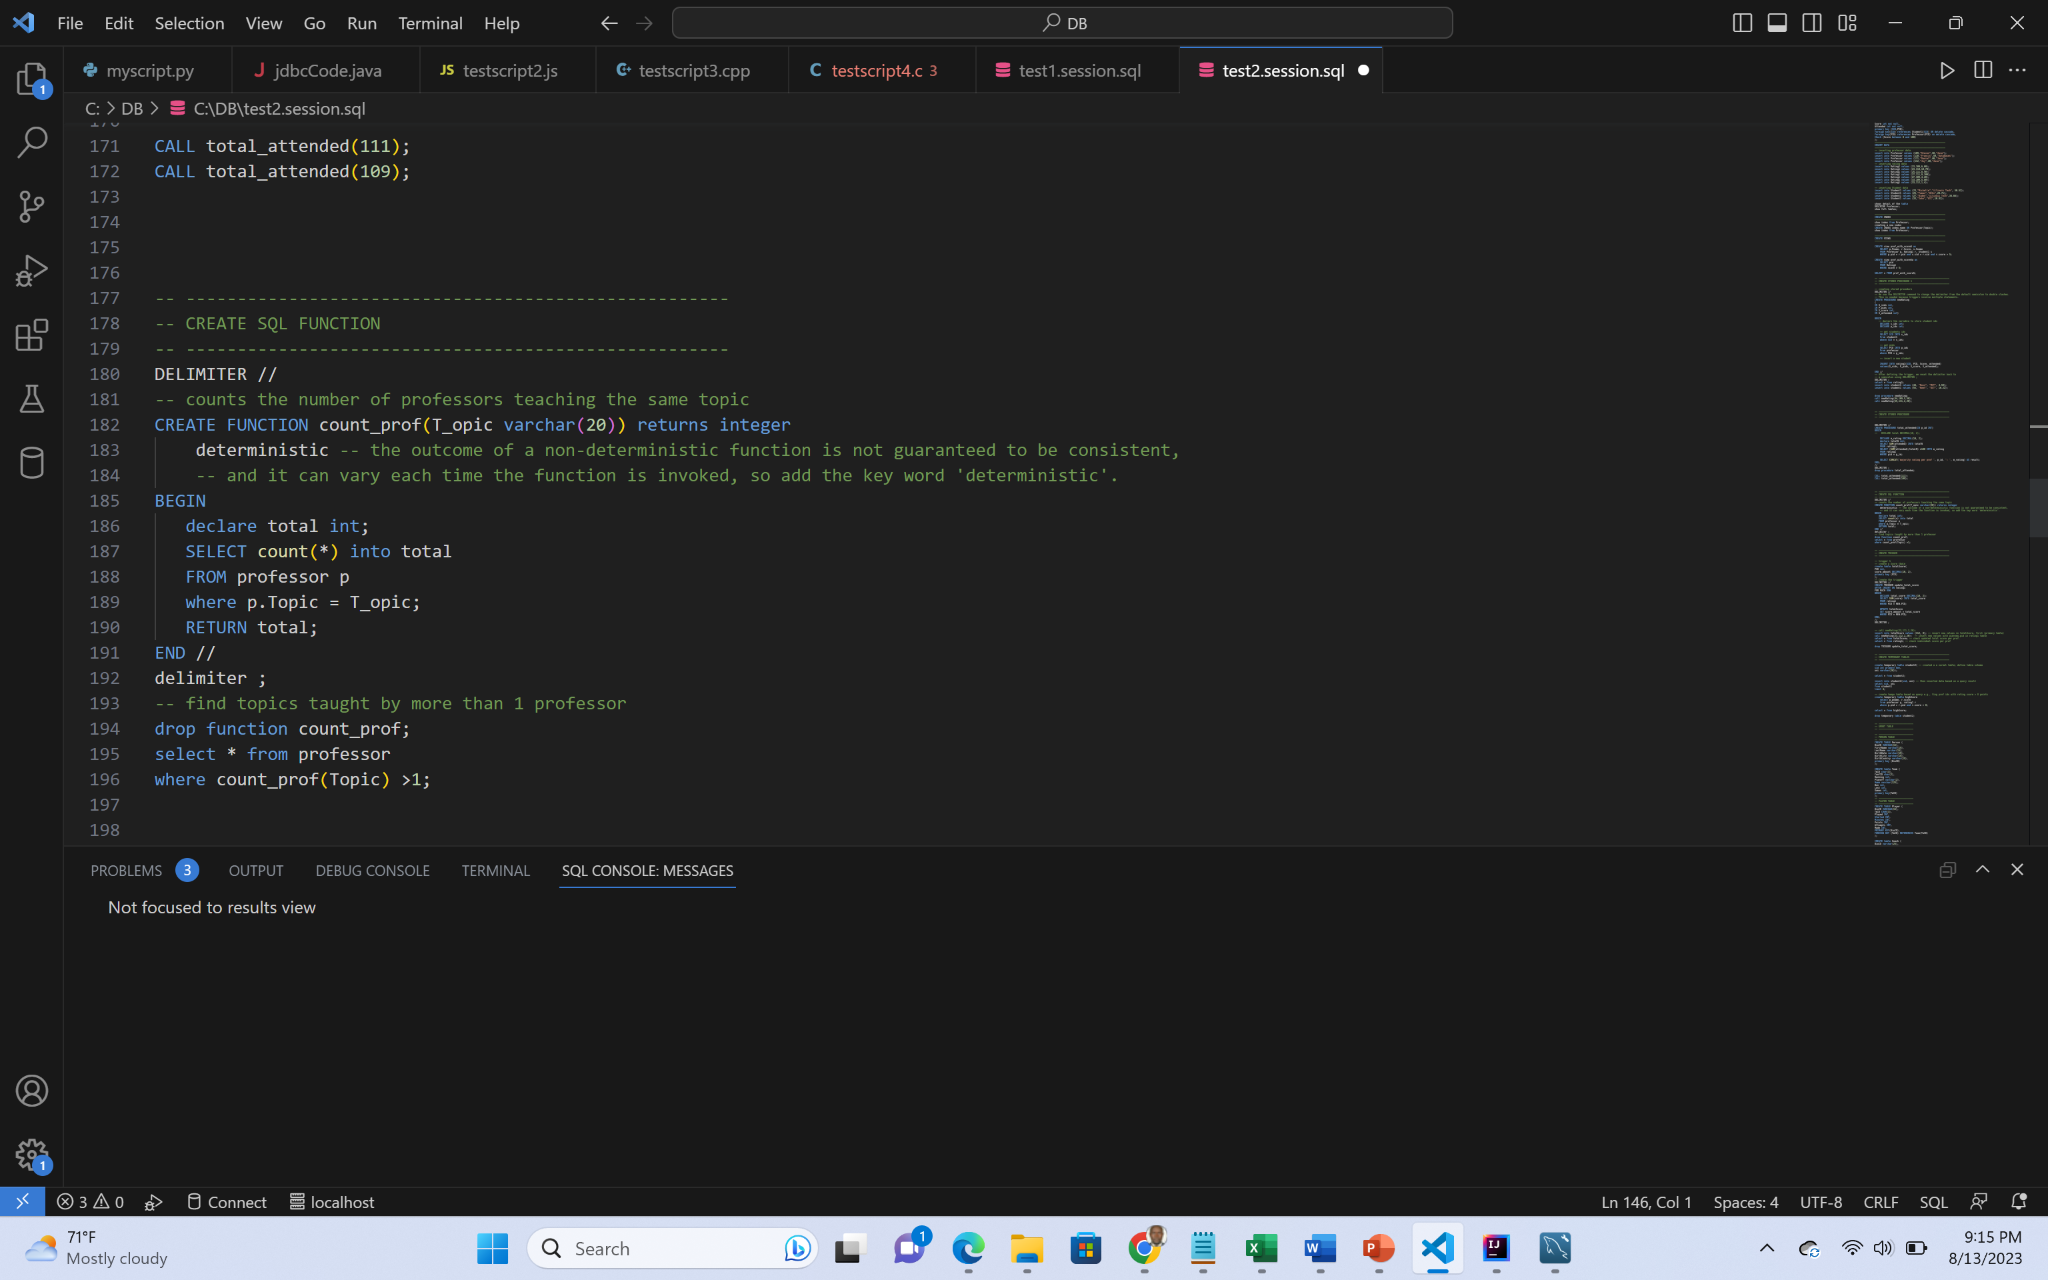 File Edit Selection View Go Run Terminal Help
DB
myscript.py
J jdbcCode.java
JS testscript2.js
testscript3.cpp
C testscript4.c 3
test1.session.sql
test2.session.sql
C: > DB > C:\DB\test2.session.sql
171 CALL total_attended(111);
172 CALL total_attended(109);
173
174
175
176
177 -- -----------------------------------------------------
178 -- CREATE SQL FUNCTION
179 -- -----------------------------------------------------
180 DELIMITER //
181 -- counts the number of professors teaching the same topic
182 CREATE FUNCTION count_prof(T_opic varchar(20)) returns integer
183 deterministic -- the outcome of a non-deterministic function is not guaranteed to be consistent,
184 -- and it can vary each time the function is invoked, so add the key word 'deterministic'.
185 BEGIN
186 declare total int;
187 SELECT count(*) into total
188 FROM professor p
189 where p.Topic = T_opic;
190 RETURN total;
191 END //
192 delimiter ;
193 -- find topics taught by more than 1 professor
194 drop function count_prof;
195 select * from professor
196 where count_prof(Topic) >1;
197
198
PROBLEMS 3 OUTPUT DEBUG CONSOLE TERMINAL SQL CONSOLE: MESSAGES
Not focused to results view
1
1
3 0 Connect localhost
Ln 146, Col 1 Spaces: 4 UTF-8 CRLF SQL
71°F
Mostly cloudy
Search
1
9:15 PM
8/13/2023